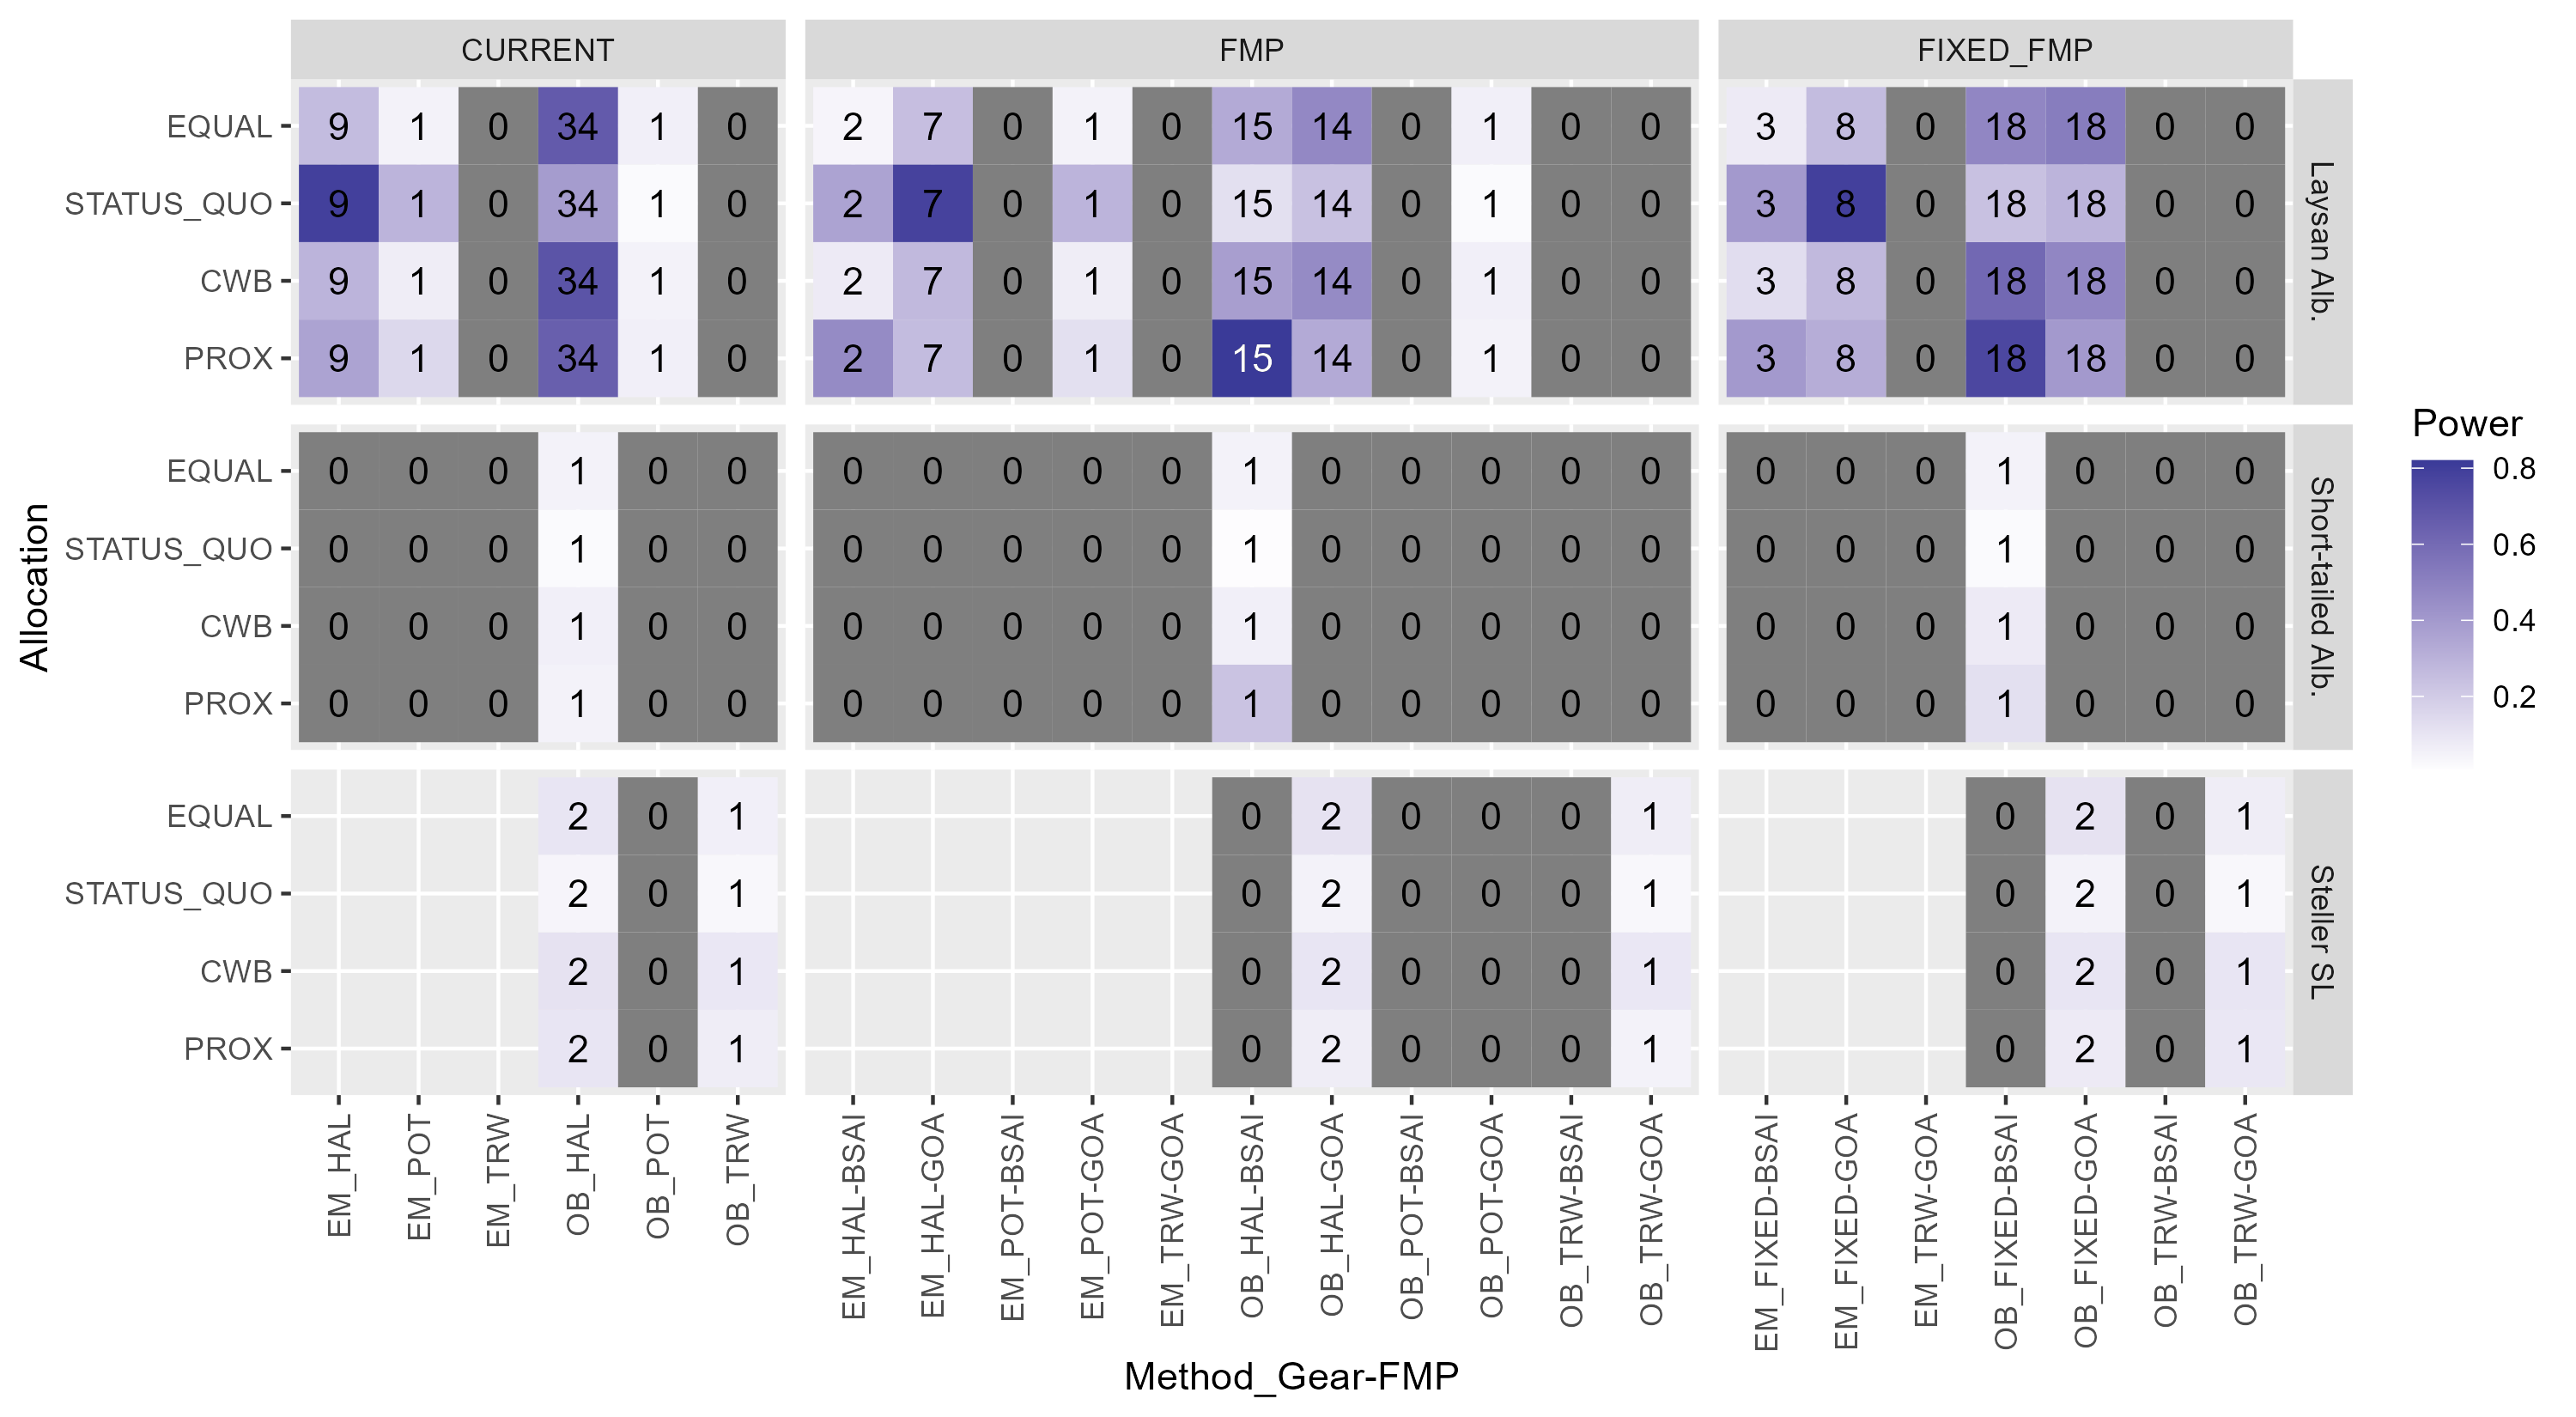 CURRENT FMP FIXED_FMP
EQUAL 9 1 0 34 1 0 2 7 0 1 0 15 14 0 1 0 0 3 8 0 18 18 0 0
STATUS_QUO 9 1 0 34 1 0 2 7 0 1 0 15 14 0 1 0 0 3 8 0 18 18 0 0
CWB 9 1 0 34 1 0 2 7 0 1 0 15 14 0 1 0 0 3 8 0 18 18 0 0
PROX 9 1 0 34 1 0 2 7 0 1 0 15 14 0 1 0 0 3 8 0 18 18 0 0
Laysan Alb.
EQUAL 0 0 0 1 0 0 0 0 0 0 0 1 0 0 0 0 0 0 0 0 1 0 0 0
STATUS_QUO 0 0 0 1 0 0 0 0 0 0 0 1 0 0 0 0 0 0 0 0 1 0 0 0
CWB 0 0 0 1 0 0 0 0 0 0 0 1 0 0 0 0 0 0 0 0 1 0 0 0
PROX 0 0 0 1 0 0 0 0 0 0 0 1 0 0 0 0 0 0 0 0 1 0 0 0
Short-tailed Alb.
EQUAL 2 0 1 0 2 0 0 0 1 0 2 0 1
STATUS_QUO 2 0 1 0 2 0 0 0 1 0 2 0 1
CWB 2 0 1 0 2 0 0 0 1 0 2 0 1
PROX 2 0 1 0 2 0 0 0 1 0 2 0 1
Steller SL
Allocation
EM_HAL
EM_POT
EM_TRW
OB_HAL
OB_POT
OB_TRW
EM_HAL-BSAI
EM_HAL-GOA
EM_POT-BSAI
EM_POT-GOA
EM_TRW-GOA
OB_HAL-BSAI
OB_HAL-GOA
OB_POT-BSAI
OB_POT-GOA
OB_TRW-BSAI
OB_TRW-GOA
EM_FIXED-BSAI
EM_FIXED-GOA
EM_TRW-GOA
OB_FIXED-BSAI
OB_FIXED-GOA
OB_TRW-BSAI
OB_TRW-GOA
Method_Gear-FMP
Power
0.8
0.6
0.4
0.2